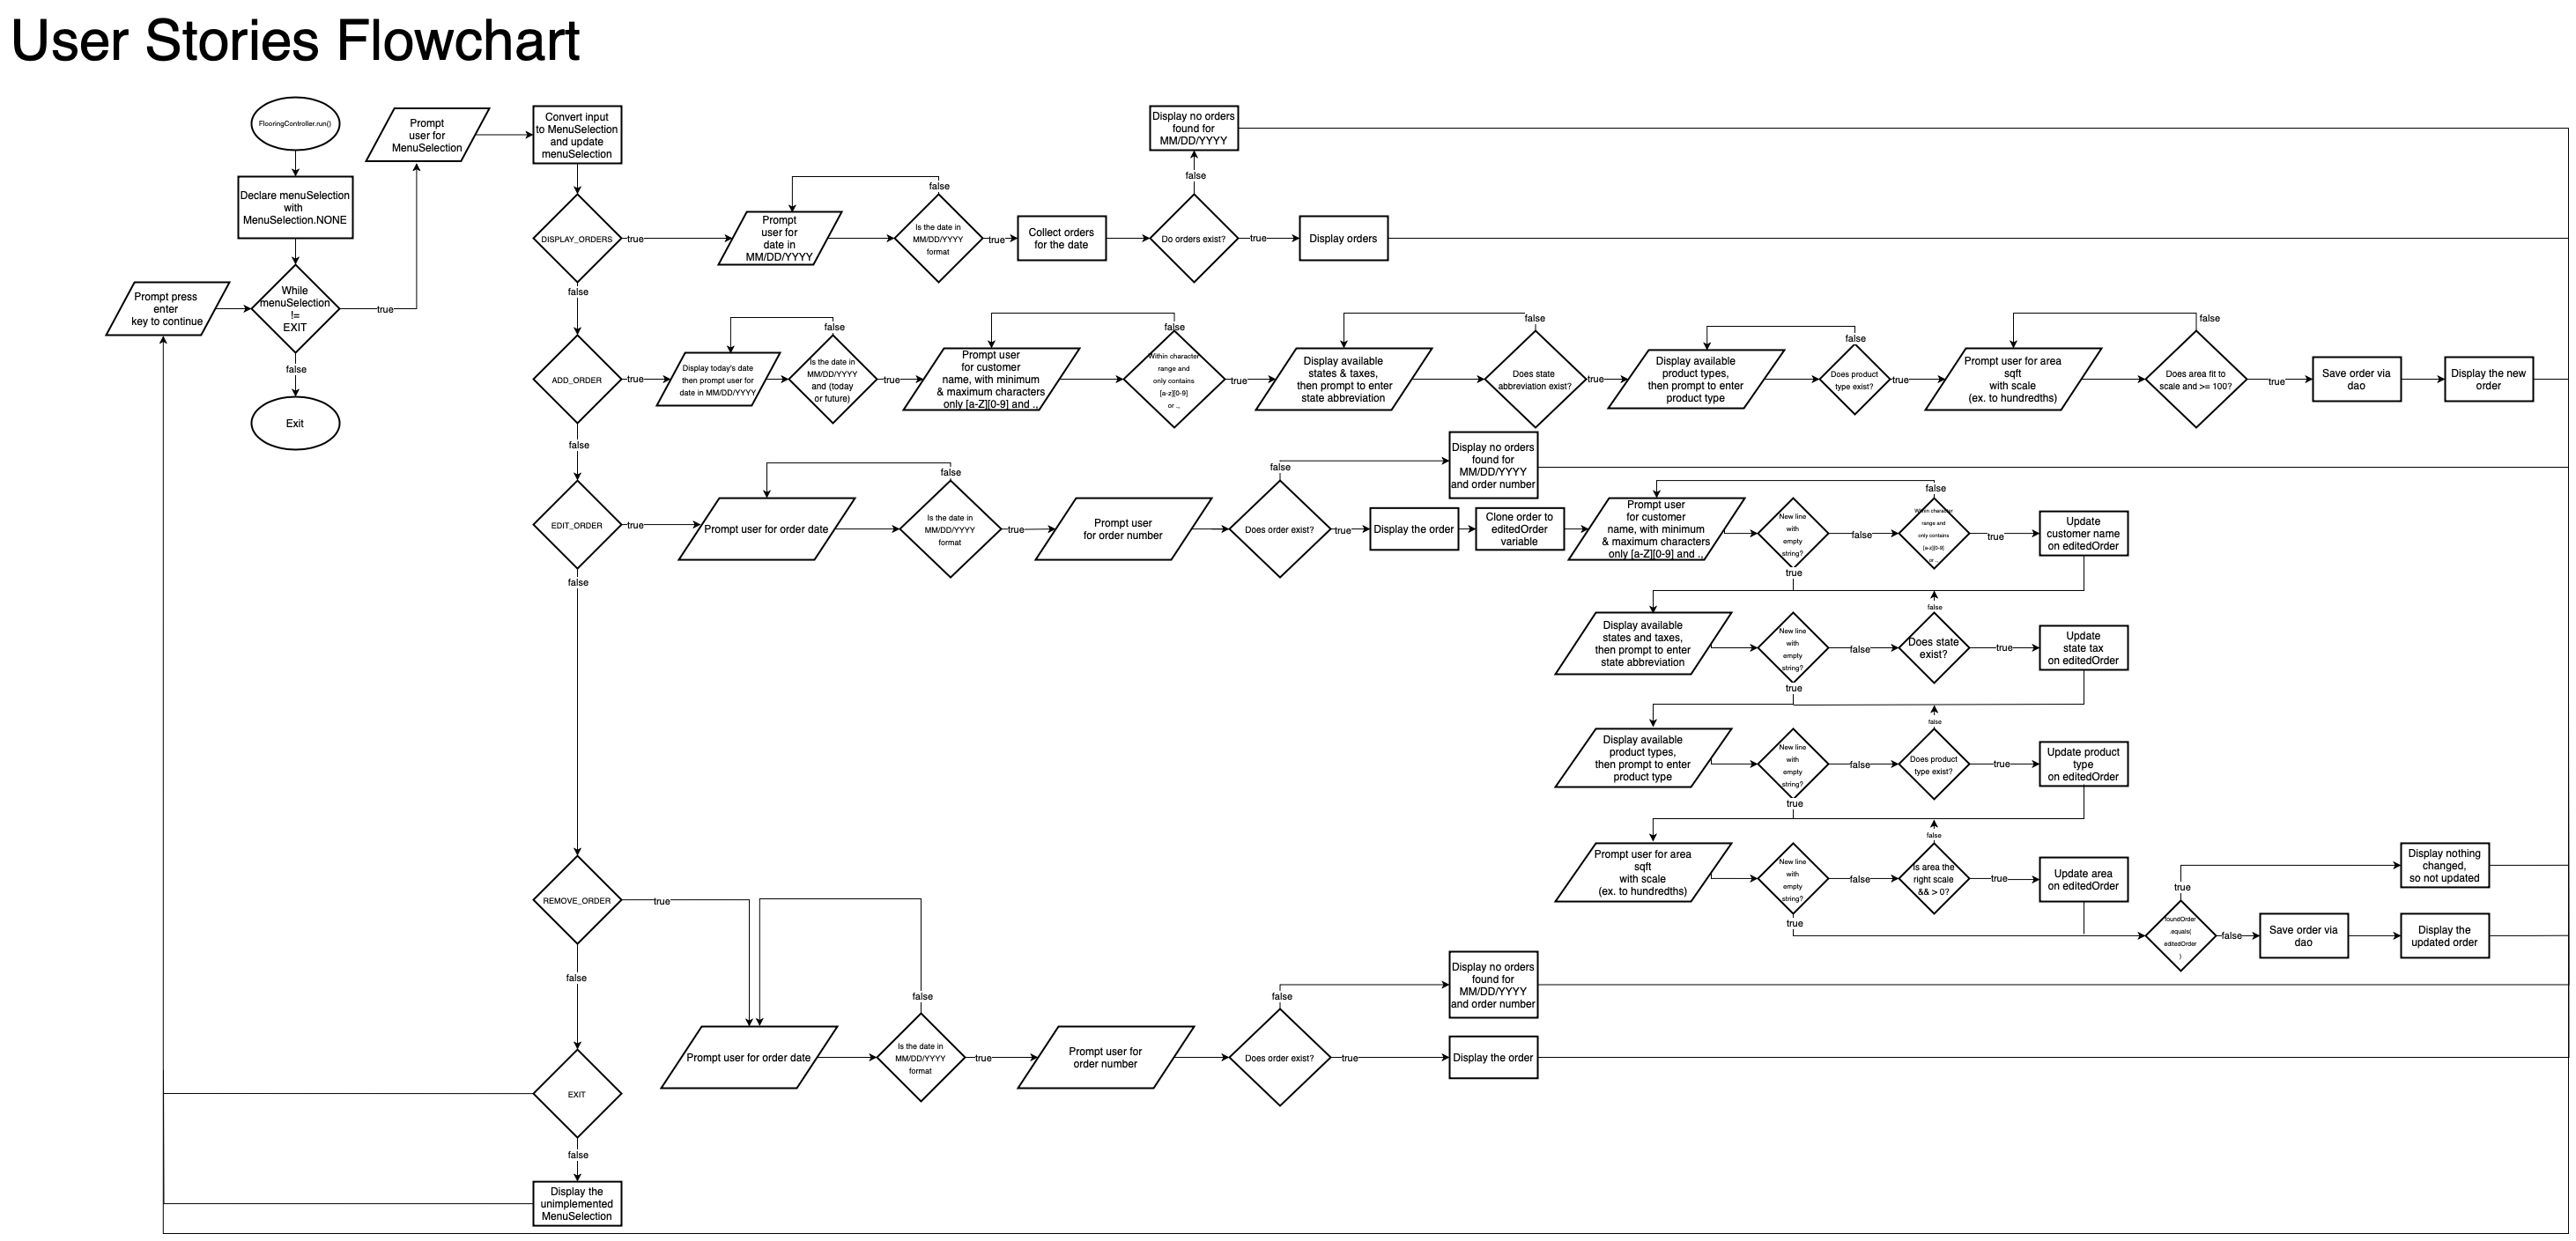 User Stories Flowchart
FlooringController.run()
Declare menuSelection
with
MenuSelection.NONE
While
menuSelection
!=
EXIT
true
false
Exit
Prompt press
enter
key to continue
Prompt
user for
MenuSelection
Convert input
to MenuSelection
and update
menuSelection
DISPLAY_ORDERS
true
false
Prompt
user for
date in
MM/DD/YYYY
Is the date in
MM/DD/YYYY
format
false
true
Collect orders
for the date
Do orders exist?
false
Display no orders
found for
MM/DD/YYYY
true
Display orders
ADD_ORDER
true
false
Display today's date
then prompt user for
date in MM/DD/YYYY
Is the date in
MM/DD/YYYY
and (today
or future)
false
true
Prompt user
for customer
name, with minimum
& maximum characters
only [a-Z][0-9] and .,
Within character
range and
only contains
[a-z][0-9]
or .,
false
true
Display available
states & taxes,
then prompt to enter
state abbreviation
Does state
abbreviation exist?
false
true
Display available
product types,
then prompt to enter
product type
Does product
type exist?
false
true
Prompt user for area
sqft
with scale
(ex. to hundredths)
Does area fit to
scale and >= 100?
false
true
Save order via
dao
Display the new
order
EDIT_ORDER
true
false
Prompt user for order date
Is the date in
MM/DD/YYYY
format
false
true
Prompt user
for order number
Does order exist?
false
Display no orders
found for
MM/DD/YYYY
and order number
true
Display the order
Clone order to
editedOrder
variable
Prompt user
for customer
name, with minimum
& maximum characters
only [a-Z][0-9] and .,
New line
with
empty
string?
false
true
Within character
range and
only contains
[a-z][0-9]
or .,
false
true
Update
customer name
on editedOrder
Display available
states and taxes,
then prompt to enter
state abbreviation
New line
with
empty
string?
false
true
Does state
exist?
false
true
Update
state tax
on editedOrder
Display available
product types,
then prompt to enter
product type
New line
with
empty
string?
false
true
Does product
type exist?
false
true
Update product
type
on editedOrder
Prompt user for area
sqft
with scale
(ex. to hundredths)
New line
with
empty
string?
false
true
Is area the
right scale
&& > 0?
false
true
Update area
on editedOrder
foundOrder
.equals(
editedOrder
)
true
Display nothing
changed,
so not updated
false
Save order via
dao
Display the
updated order
REMOVE_ORDER
true
false
Prompt user for order date
Is the date in
MM/DD/YYYY
format
false
true
Prompt user for
order number
Does order exist?
false
Display no orders
found for
MM/DD/YYYY
and order number
true
Display the order
EXIT
false
Display the
unimplemented
MenuSelection